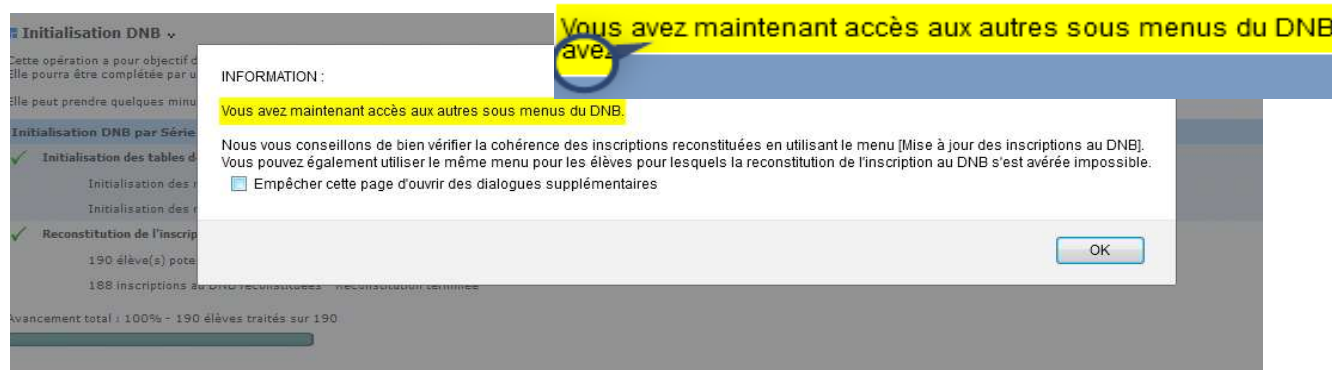 Vous avez maintenant accès aux autres sous menus du DNB
avez
Initialisation DNB
Cette opération a pour objectif d
Elle pourra être complétée par u
Elle peut prendre quelques minu
INFORMATION :
Vous avez maintenant accès aux autres sous menus du DNB.
Nous vous conseillons de bien vérifier la cohérence des inscriptions reconstituées en utilisant le menu [Mise à jour des inscriptions au DNB].
Vous pouvez également utiliser le même menu pour les élèves pour lesquels la reconstitution de l'inscription au DNB s'est avérée impossible.
Empêcher cette page d'ouvrir des dialogues supplémentaires
OK
Initialisation DNB par Série
Initialisation des tables d
Initialisation des r
Initialisation des r
Reconstitution de l'inscrip
190 élève(s) pote
188 inscriptions au DNB reconstituées Reconstitution terminée
Avancement total : 100% - 190 élèves traités sur 190